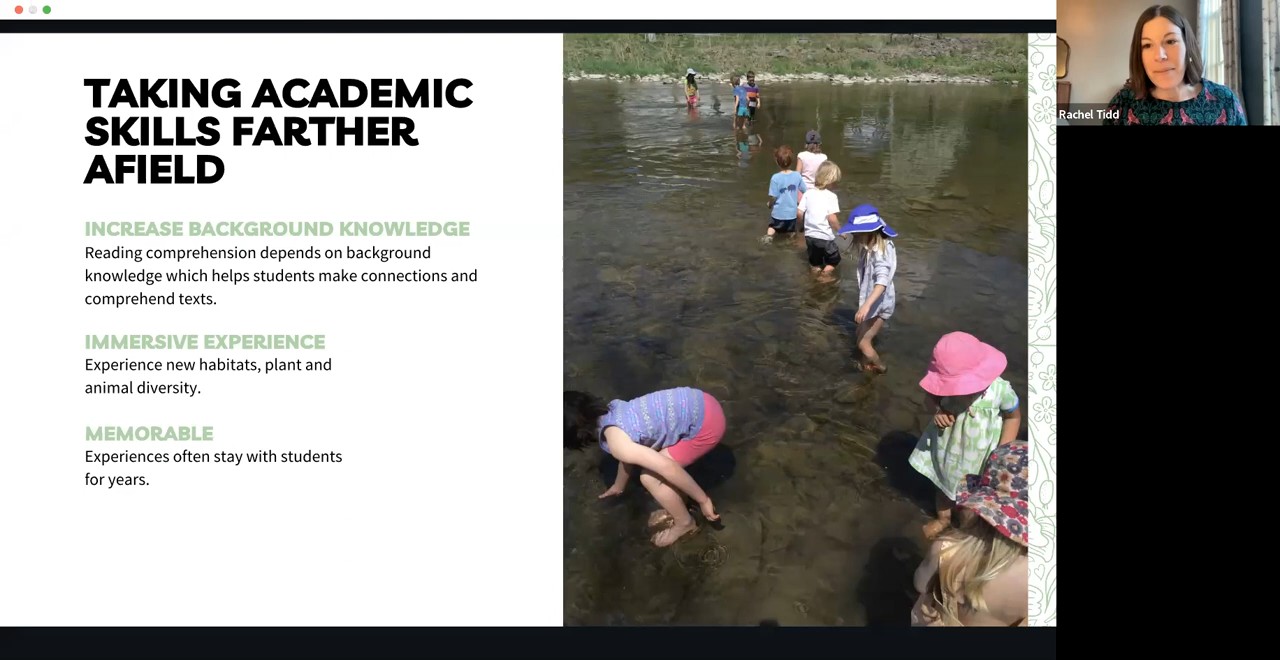 TAKING ACADEMIC
SKILLS FARTHER
AFIELD
INCREASE BACKGROUND KNOWLEDGE
Reading comprehension depends on background
knowledge which helps students make connections and
comprehend texts.
IMMERSIVE EXPERIENCE
Experience new habitats, plant and
animal diversity.
MEMORABLE
Experiences often stay with students
for years.
Rachel Tidd